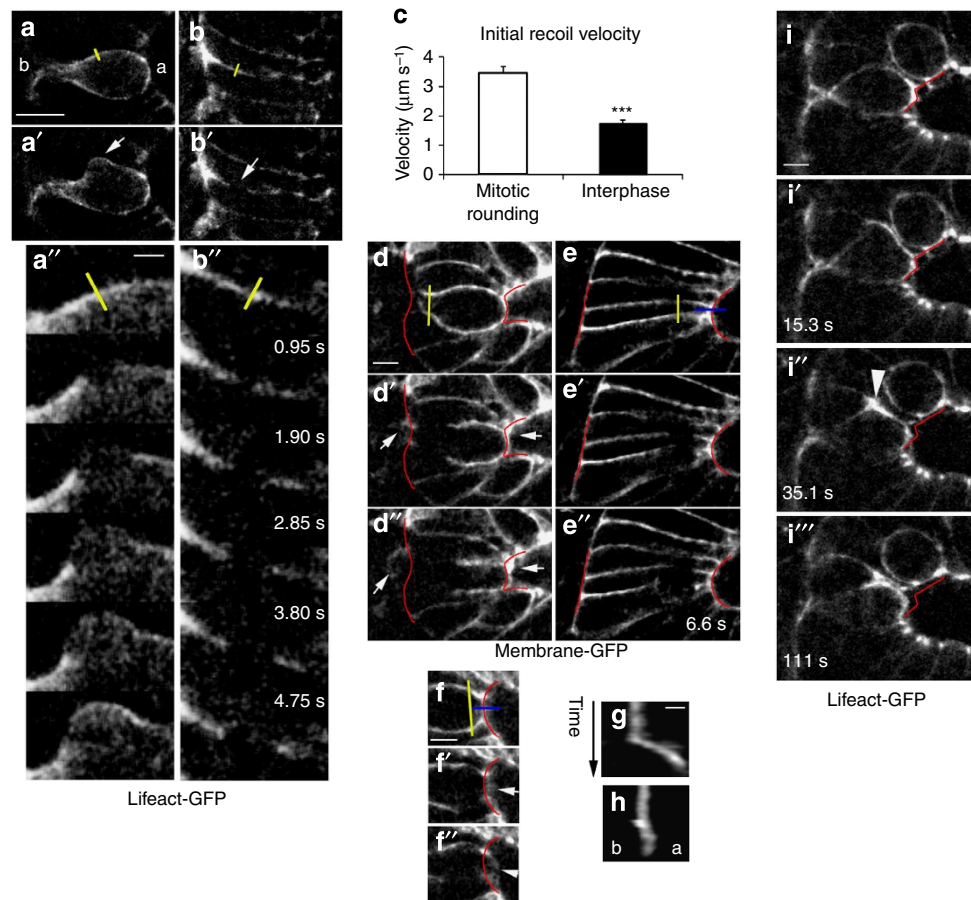 a
b
a
b
a′
b′
a″
b″
0.95 s
1.90 s
2.85 s
3.80 s
4.75 s
Lifeact-GFP
c
Initial recoil velocity
Velocity (μm s⁻¹)
4
3
2
1
0
***
Mitotic
rounding
Interphase
d
e
d′
e′
d″
e″
6.6 s
Membrane-GFP
f
f′
f″
Time
g
h
b
a
i
i′
15.3 s
i″
35.1 s
i‴
111 s
Lifeact-GFP